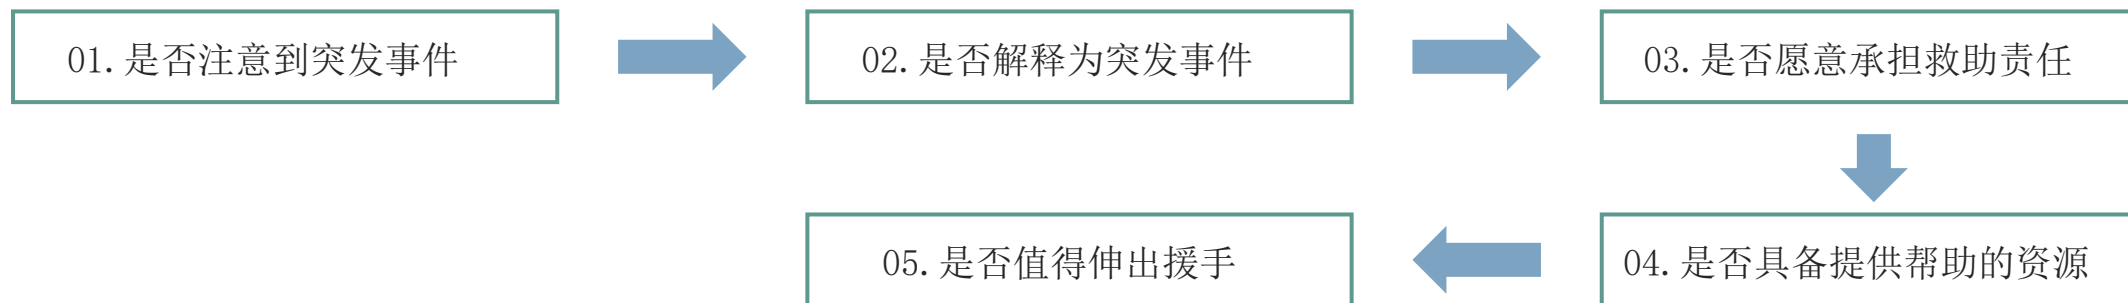 01.是否注意到突发事件
02.是否解释为突发事件
03.是否愿意承担救助责任
04.是否具备提供帮助的资源
05.是否值得伸出援手